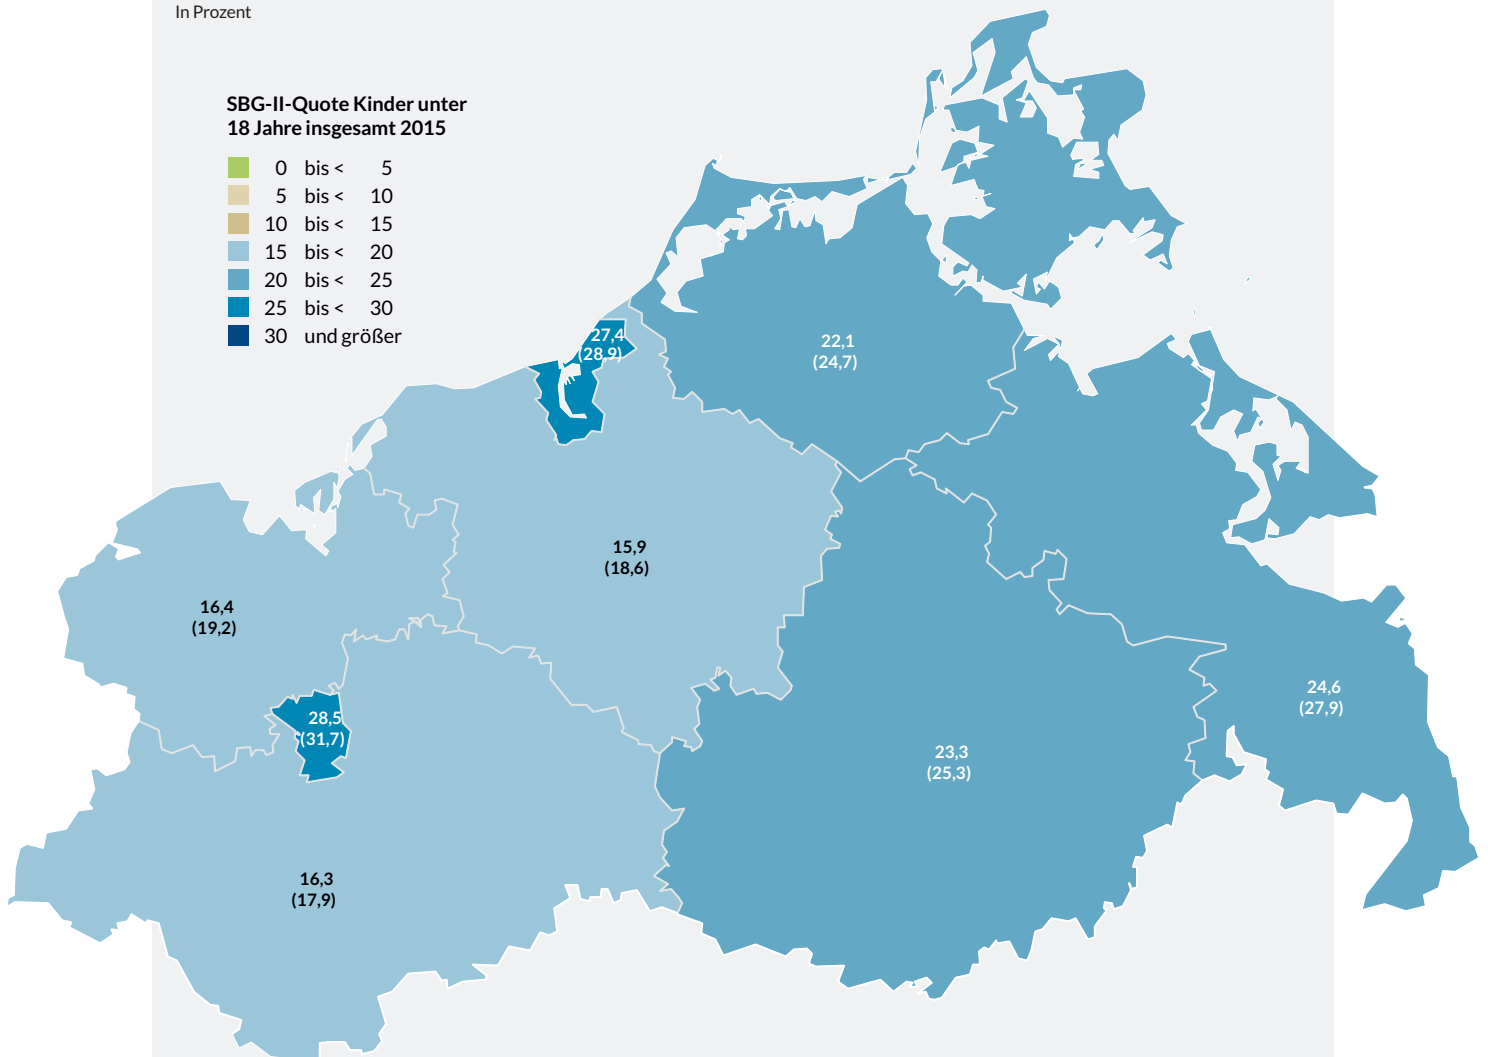 In Prozent
SBG-II-Quote Kinder unter
18 Jahre insgesamt 2015
0 bis < 5
5 bis < 10
10 bis < 15
15 bis < 20
20 bis < 25
25 bis < 30
30 und größer
27,4
(28,9)
22,1
(24,7)
15,9
(18,6)
16,4
(19,2)
24,6
(27,9)
28,5
(31,7)
23,3
(25,3)
16,3
(17,9)